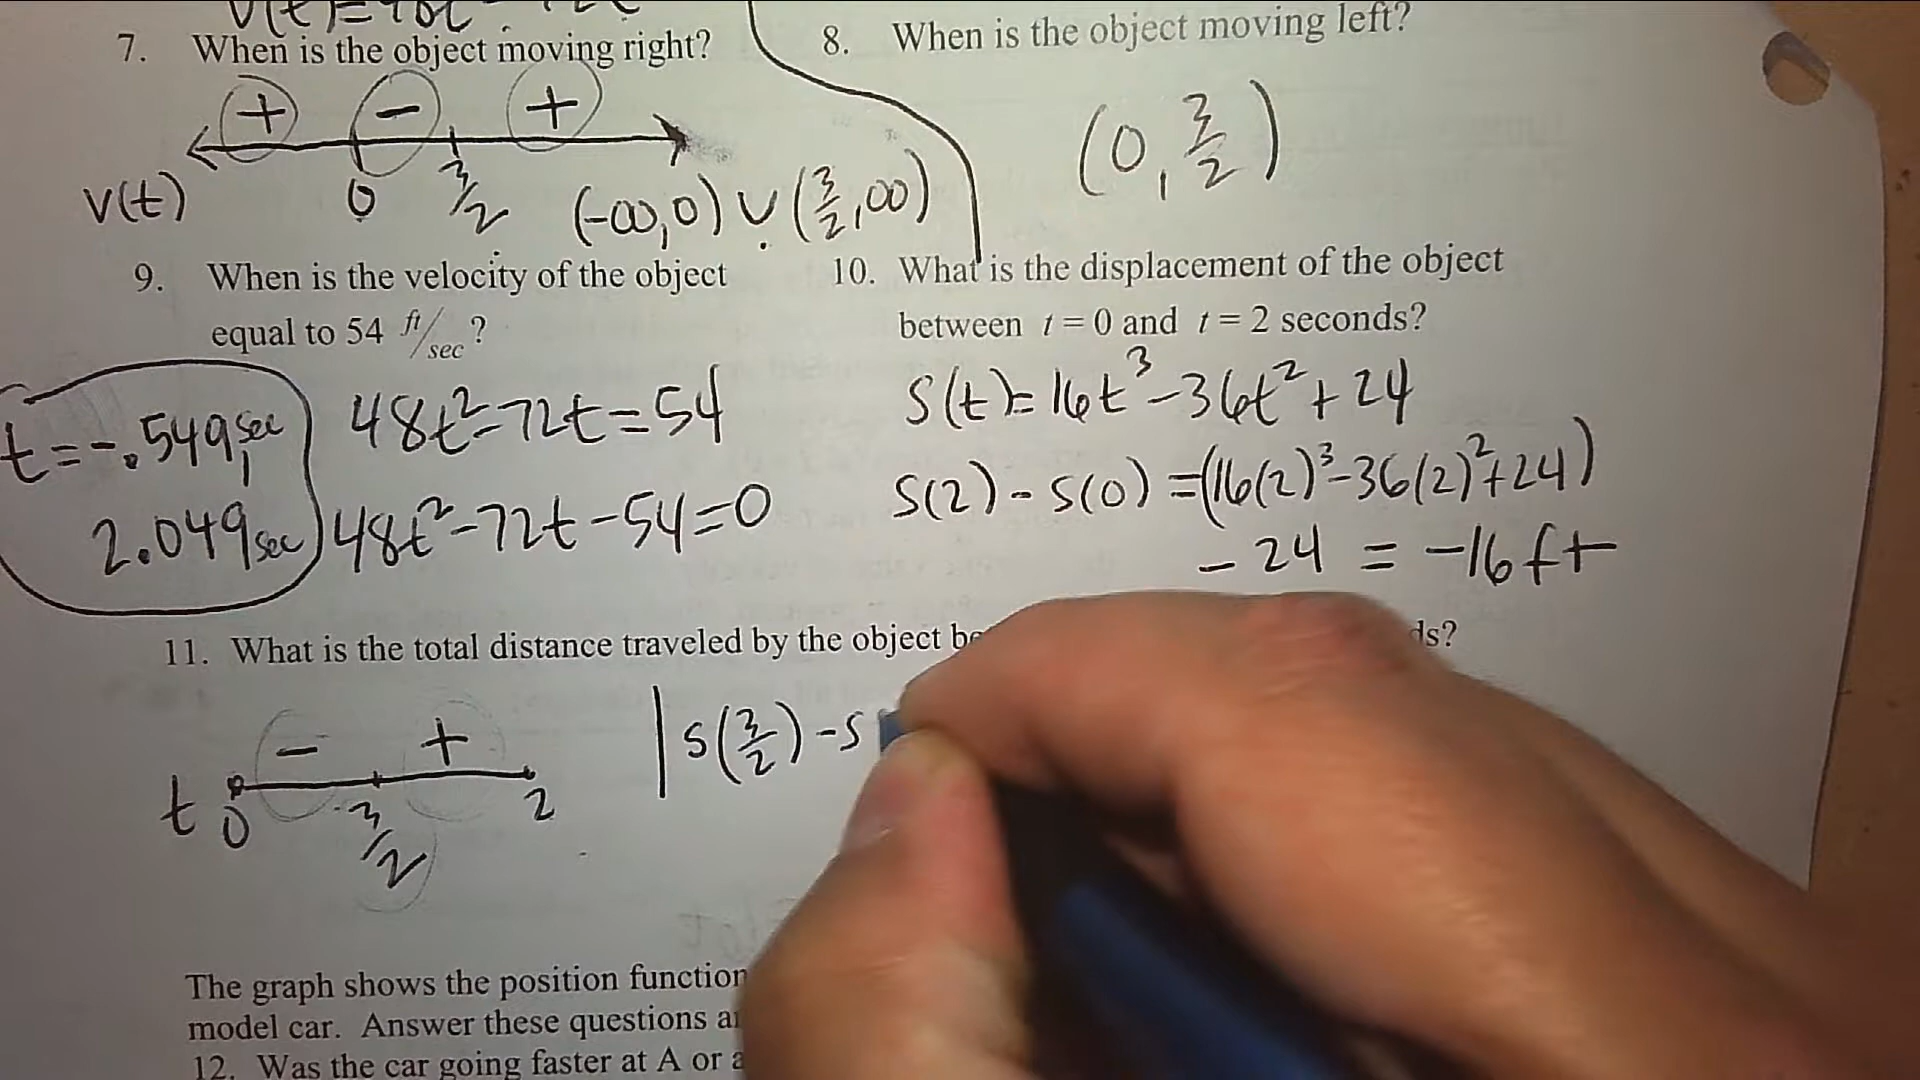 7. When is the object moving right?
+ - +
v(t) 0 3/2 (-∞,0) ∪ (3/2,∞)
8. When is the object moving left?
(0, 3/2)
9. When is the velocity of the object
equal to 54 ft/sec ?
48t²-72t=54
48t²-72t-54=0
t=-.549 sec,
2.049 sec
10. What is the displacement of the object
between t = 0 and t = 2 seconds?
S(t)=16t³-36t²+24
S(2)-S(0)=(16(2)³-36(2)²+24)
-24 = -16ft
11. What is the total distance traveled by the object
- +
t 0 3/2 2
|S(3/2)-S
The graph shows the position function
model car. Answer these questions
12. Was the car going faster at A or